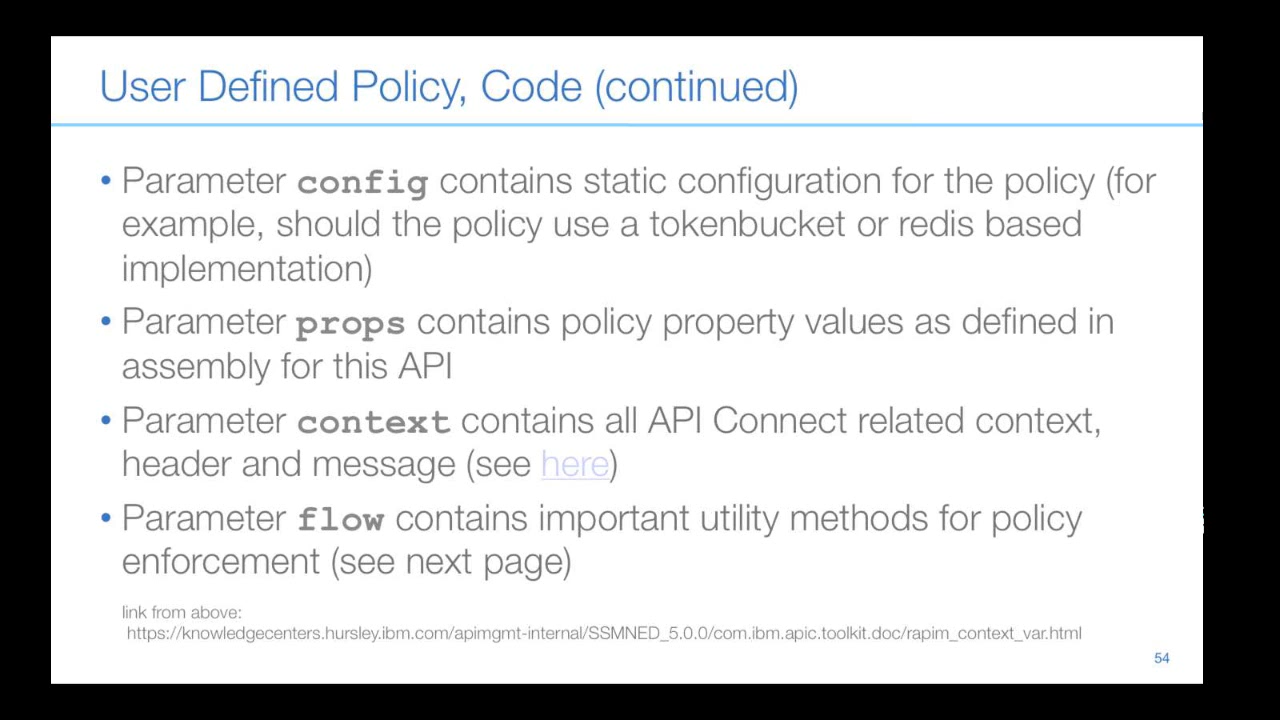 User Defined Policy, Code (continued)
• Parameter config contains static configuration for the policy (for
example, should the policy use a tokenbucket or redis based
implementation)
• Parameter props contains policy property values as defined in
assembly for this API
• Parameter context contains all API Connect related context,
header and message (see here)
• Parameter flow contains important utility methods for policy
enforcement (see next page)
link from above:
https://knowledgecenters.hursley.ibm.com/apimgmt-internal/SSMNED_5.0.0/com.ibm.apic.toolkit.doc/rapim_context_var.html
54